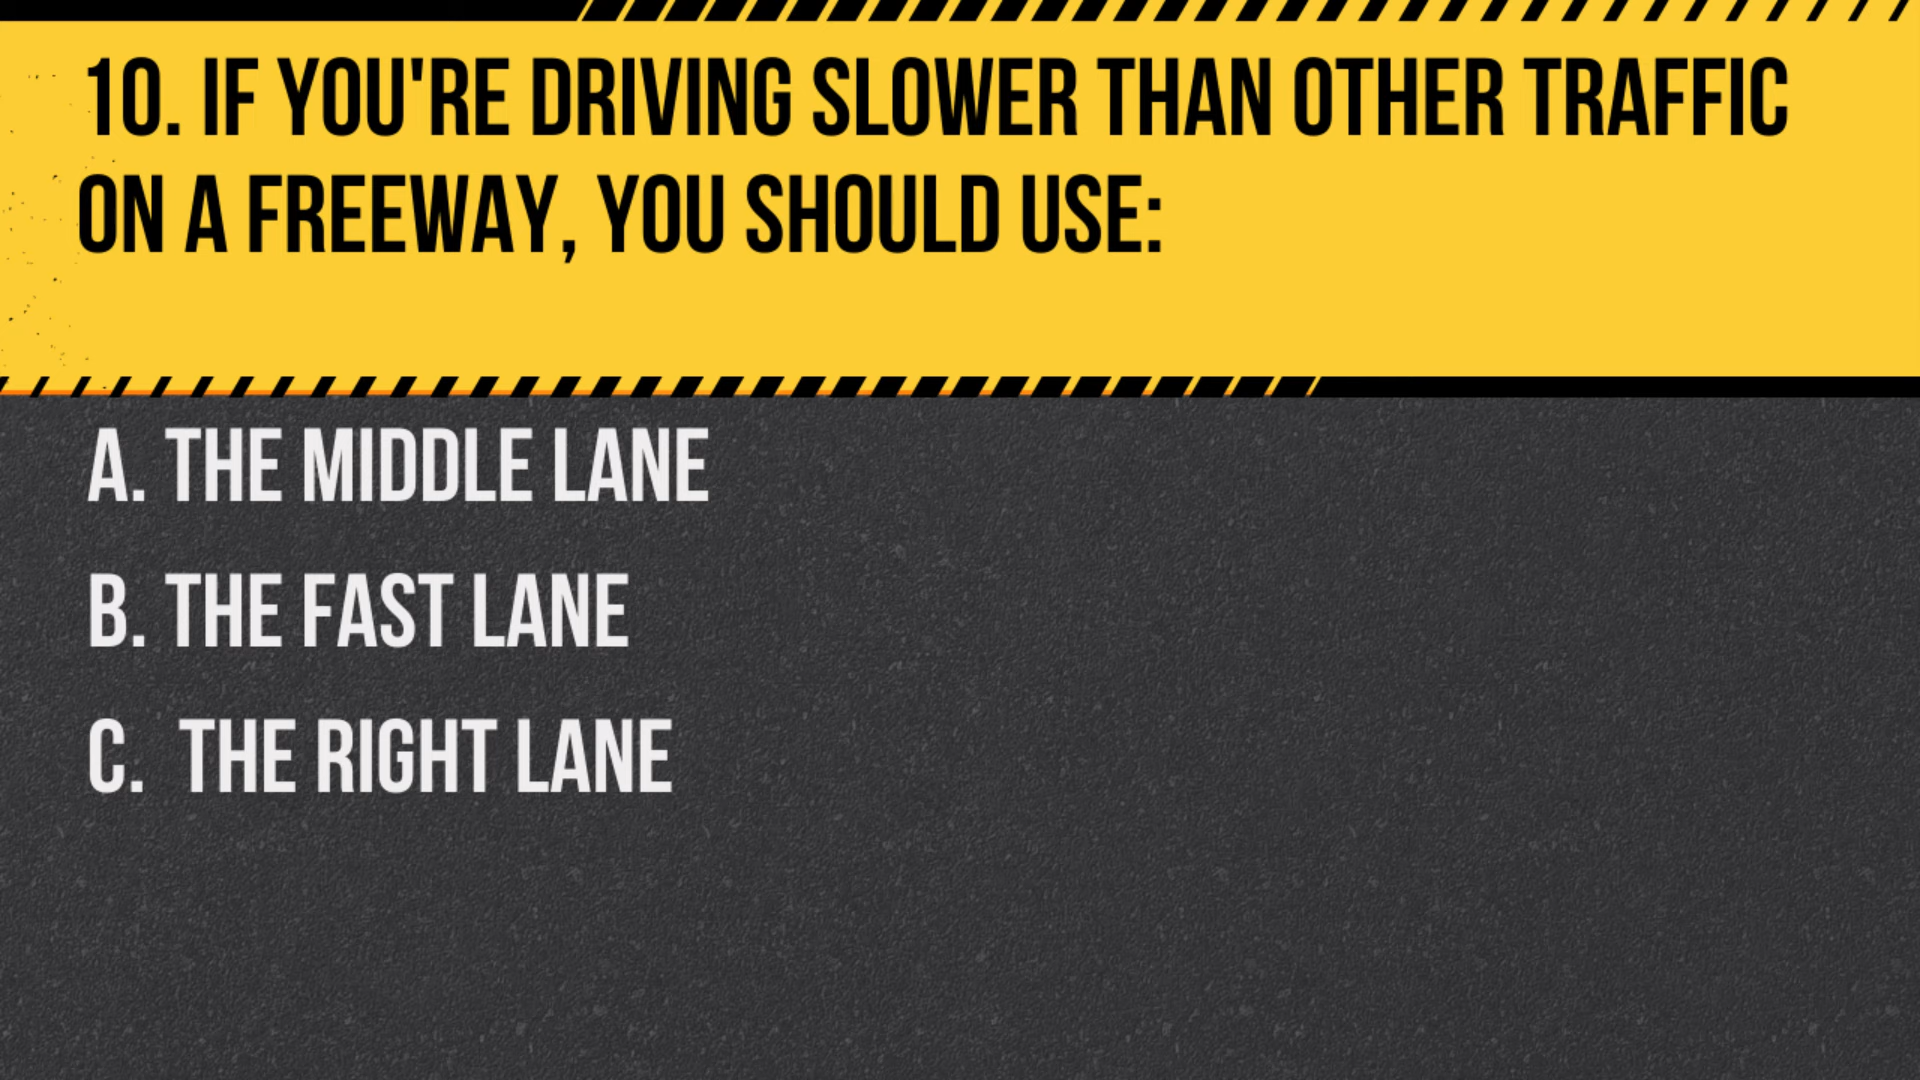 10. IF YOU'RE DRIVING SLOWER THAN OTHER TRAFFIC
ON A FREEWAY, YOU SHOULD USE:
A. THE MIDDLE LANE
B. THE FAST LANE
C. THE RIGHT LANE